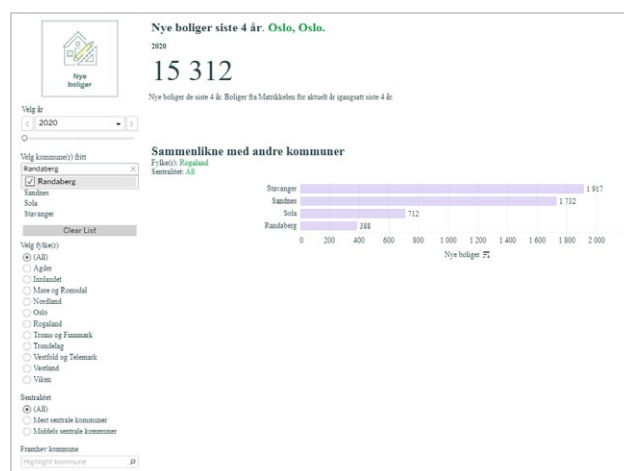 Nye
boliger
Velg år
2020
Velg kommune(r) fritt
Randaberg
Randaberg
Sandnes
Sola
Stavanger
Clear List
Velg fylke(r)
(All)
Agder
Innlandet
More og Romsdal
Nordland
Oslo
Rogaland
Troms og Finnmark
Trondelag
Vestfold og Telemark
Vestland
Viken
Sentralitet
(All)
Mest sentrale kommuner
Middels sentrale kommuner
Framhev kommune
Highlight kommune
Nye boliger siste 4 år. Oslo, Oslo.
2020
15 312
Nye boliger de siste 4 år. Boliger fra Matrikkelen for aktuelt år igangsatt siste 4 år.
Sammenlikne med andre kommuner
Fylke(r): Rogaland
Sentralitet: All
Stavanger 1 917
Sandnes 1 732
Sola 712
Randaberg 388
0 200 400 600 800 1 000 1 200 1 400 1 600 1 800 2 000
Nye boliger